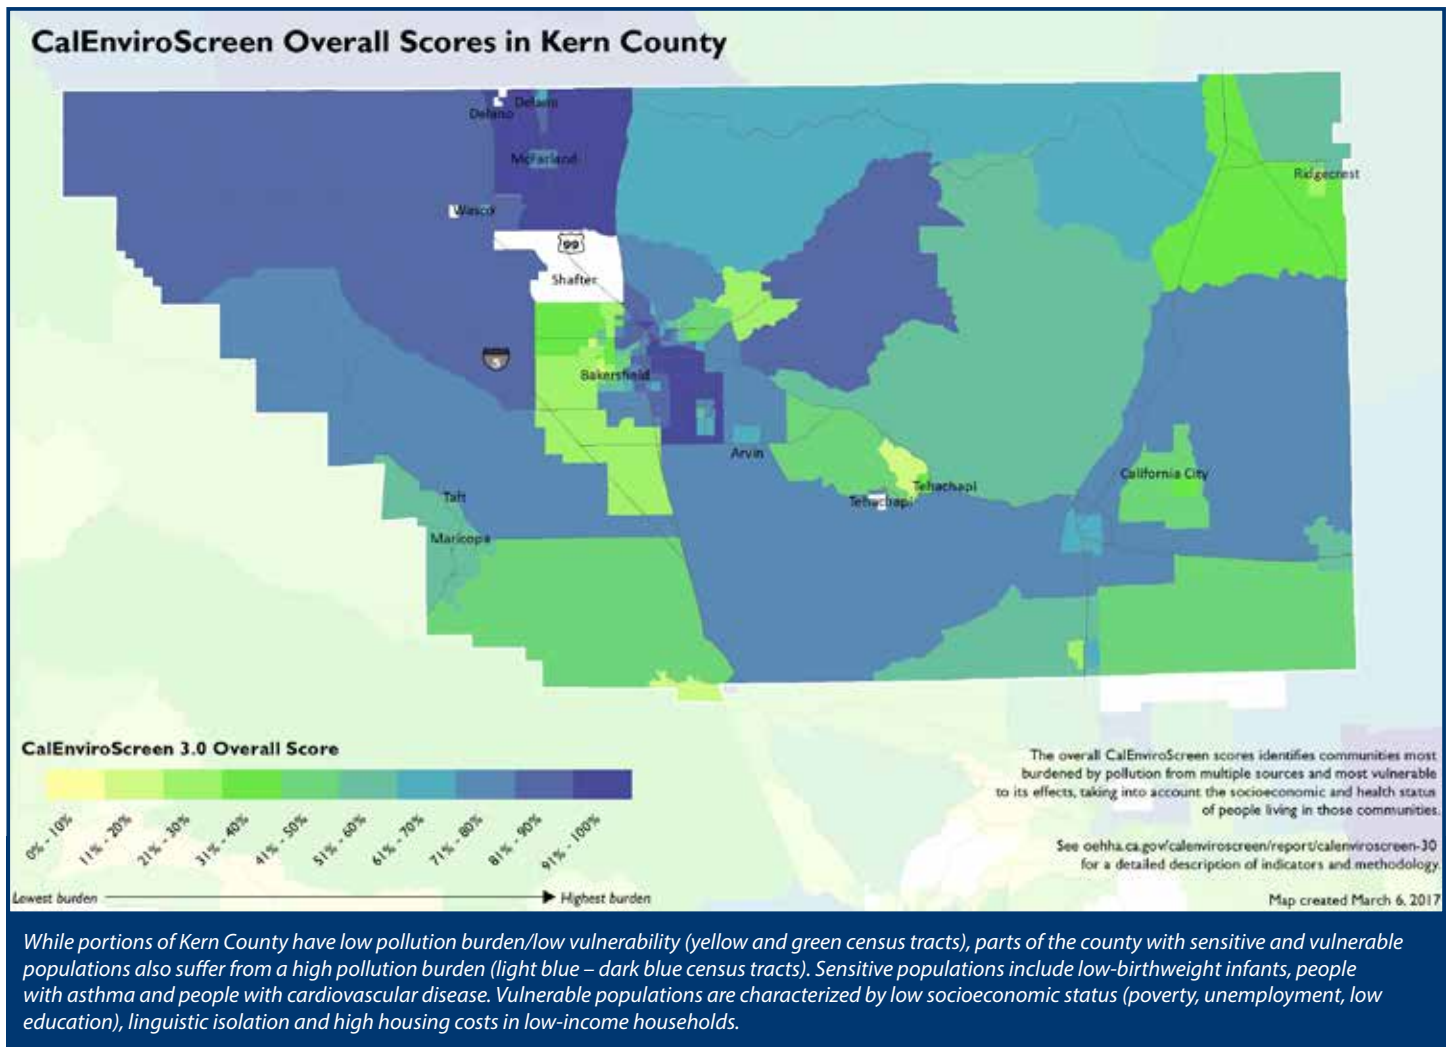 CalEnviroScreen Overall Scores in Kern County
Delano
Delano
McFarland
Ridgecrest
Wasco
99
Shafter
5
Bakersfield
Arvin
California City
Tehachapi
Tehachapi
Taft
Maricopa
CalEnviroScreen 3.0 Overall Score
0% - 10%
11% - 20%
21% - 30%
31% - 40%
41% - 50%
51% - 60%
61% - 70%
71% - 80%
81% - 90%
91% - 100%
Lowest burden
Highest burden
The overall CalEnviroScreen scores identifies communities most
burdened by pollution from multiple sources and most vulnerable
to its effects, taking into account the socioeconomic and health status
of people living in those communities.
See oehha.ca.gov/calenviroscreen/report/calenviroscreen-30
for a detailed description of indicators and methodology.
Map created March 6, 2017
While portions of Kern County have low pollution burden/low vulnerability (yellow and green census tracts), parts of the county with sensitive and vulnerable
populations also suffer from a high pollution burden (light blue – dark blue census tracts). Sensitive populations include low-birthweight infants, people
with asthma and people with cardiovascular disease. Vulnerable populations are characterized by low socioeconomic status (poverty, unemployment, low
education), linguistic isolation and high housing costs in low-income households.